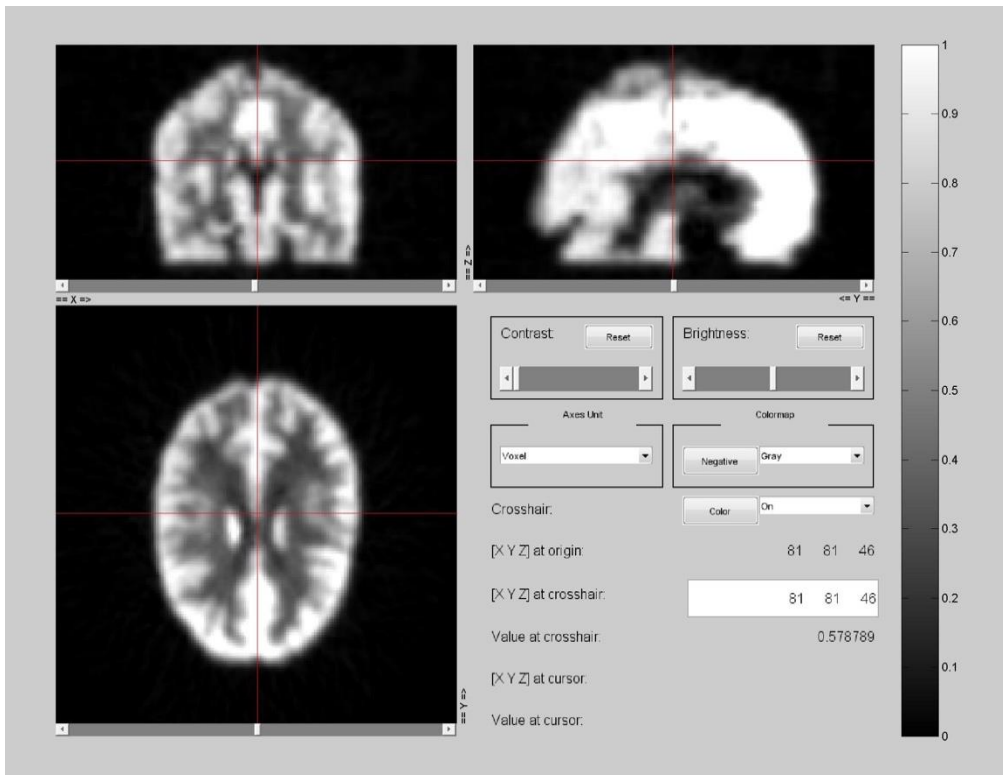 == Z =>
== X =>
<= Y ==
== Y =>
Contrast:
Reset
Brightness:
Reset
Axes Unit
Colormap
Voxel
Negative
Gray
Crosshair:
Color
On
[X Y Z] at origin:
81 81 46
[X Y Z] at crosshair:
81 81 46
Value at crosshair:
0.578789
[X Y Z] at cursor:
Value at cursor:
1
0.9
0.8
0.7
0.6
0.5
0.4
0.3
0.2
0.1
0